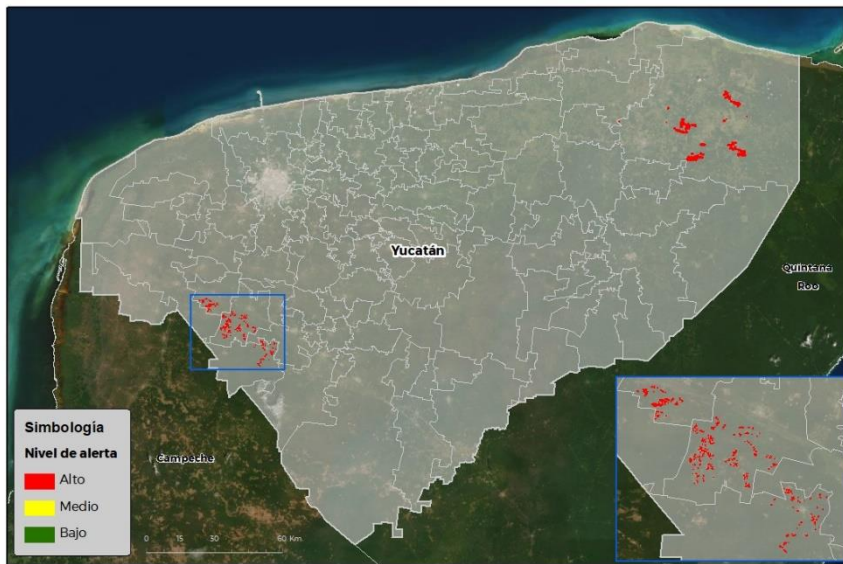 Yucatán
Quintana
Roo
Campeche
Simbología
Nivel de alerta
Alto
Medio
Bajo
0 15 30 60 Km